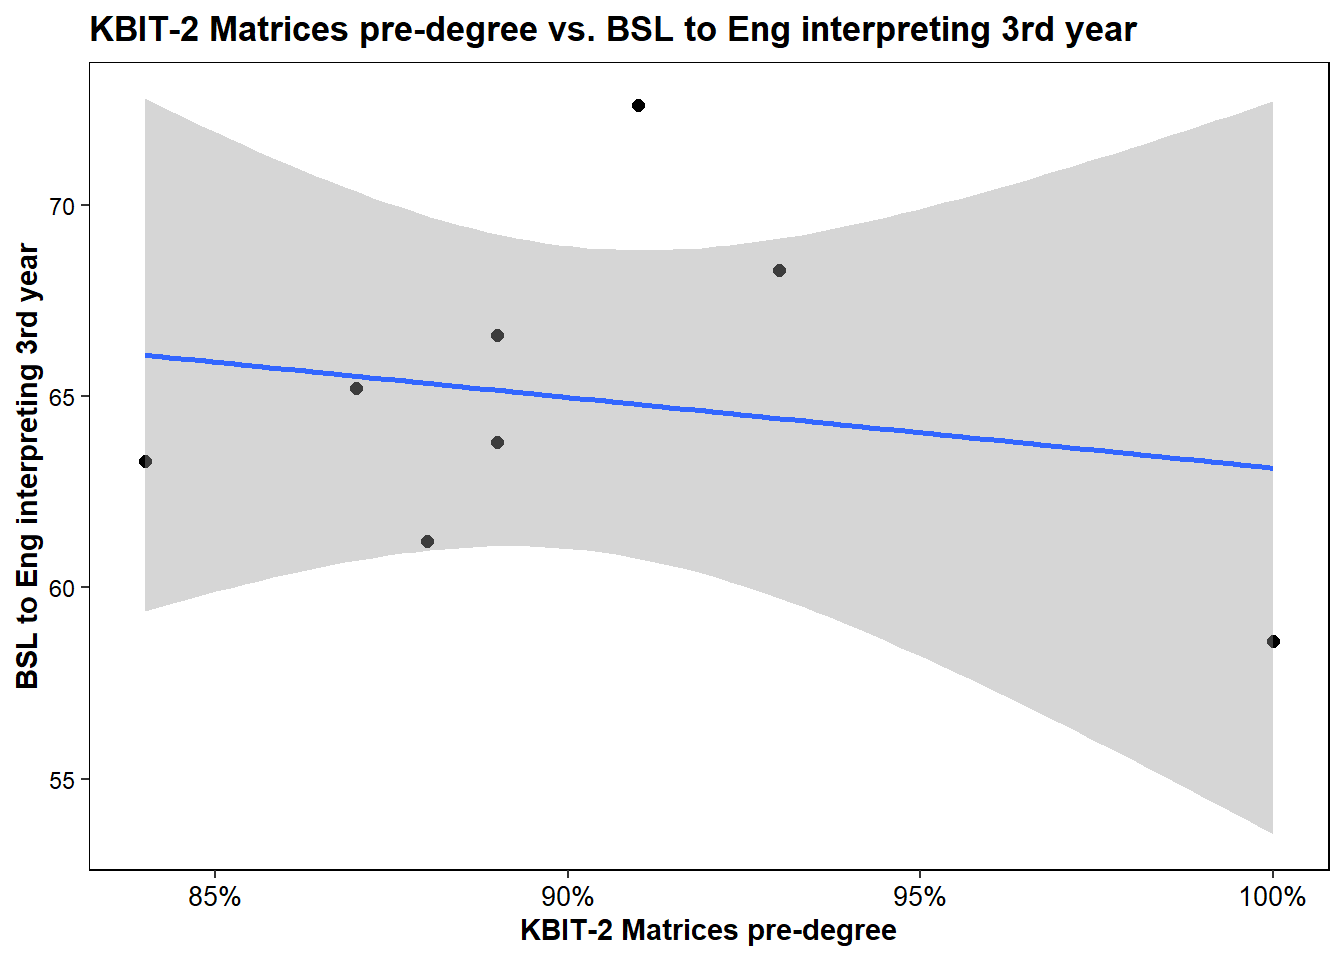 KBIT-2 Matrices pre-degree vs. BSL to Eng interpreting 3rd year
BSL to Eng interpreting 3rd year
70
65
60
55
85%
90%
95%
100%
KBIT-2 Matrices pre-degree